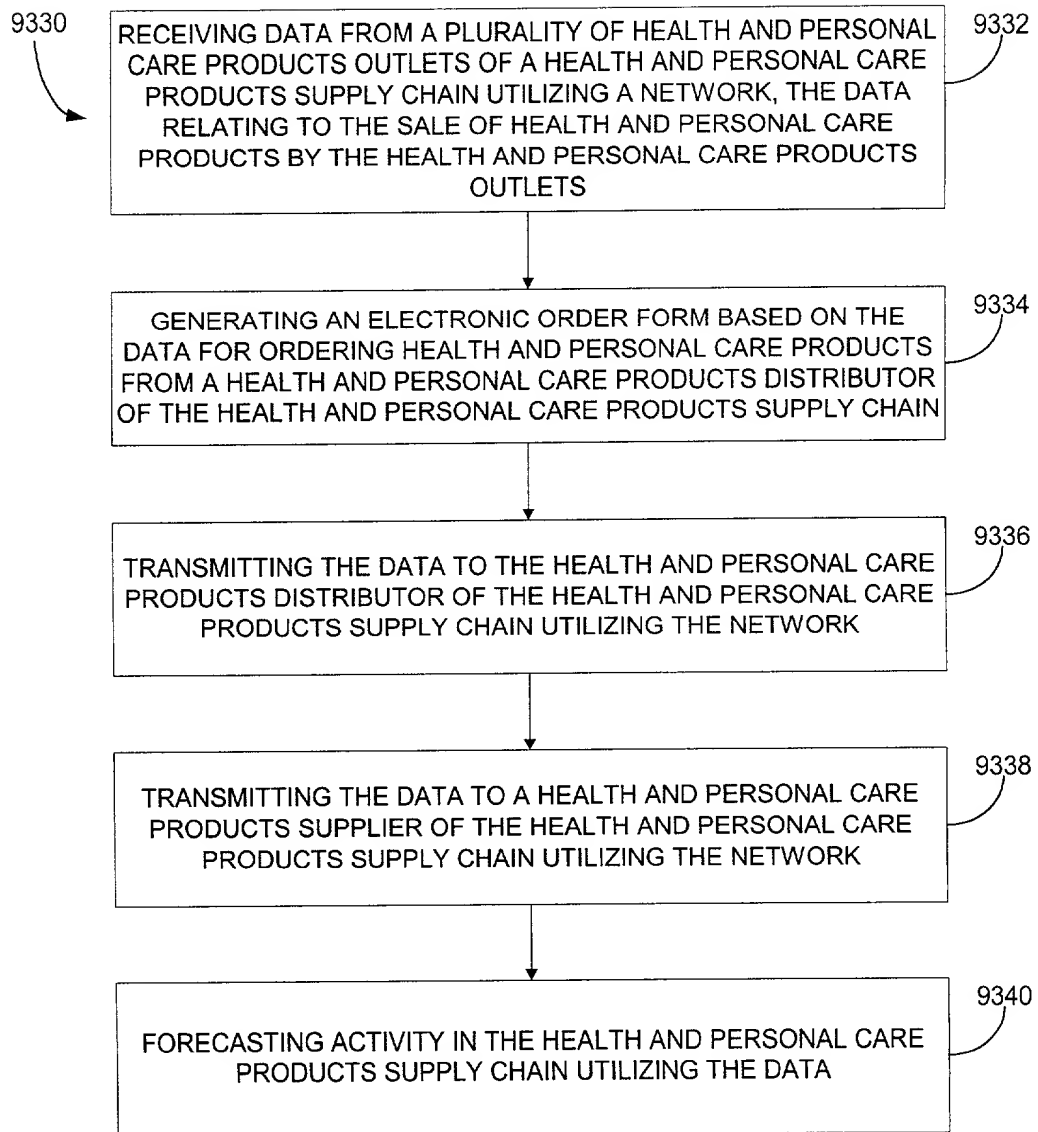 9330
9332
RECEIVING DATA FROM A PLURALITY OF HEALTH AND PERSONAL
CARE PRODUCTS OUTLETS OF A HEALTH AND PERSONAL CARE
PRODUCTS SUPPLY CHAIN UTILIZING A NETWORK, THE DATA
RELATING TO THE SALE OF HEALTH AND PERSONAL CARE
PRODUCTS BY THE HEALTH AND PERSONAL CARE PRODUCTS
OUTLETS
9334
GENERATING AN ELECTRONIC ORDER FORM BASED ON THE
DATA FOR ORDERING HEALTH AND PERSONAL CARE PRODUCTS
FROM A HEALTH AND PERSONAL CARE PRODUCTS DISTRIBUTOR
OF THE HEALTH AND PERSONAL CARE PRODUCTS SUPPLY CHAIN
9336
TRANSMITTING THE DATA TO THE HEALTH AND PERSONAL CARE
PRODUCTS DISTRIBUTOR OF THE HEALTH AND PERSONAL CARE
PRODUCTS SUPPLY CHAIN UTILIZING THE NETWORK
9338
TRANSMITTING THE DATA TO A HEALTH AND PERSONAL CARE
PRODUCTS SUPPLIER OF THE HEALTH AND PERSONAL CARE
PRODUCTS SUPPLY CHAIN UTILIZING THE NETWORK
9340
FORECASTING ACTIVITY IN THE HEALTH AND PERSONAL CARE
PRODUCTS SUPPLY CHAIN UTILIZING THE DATA